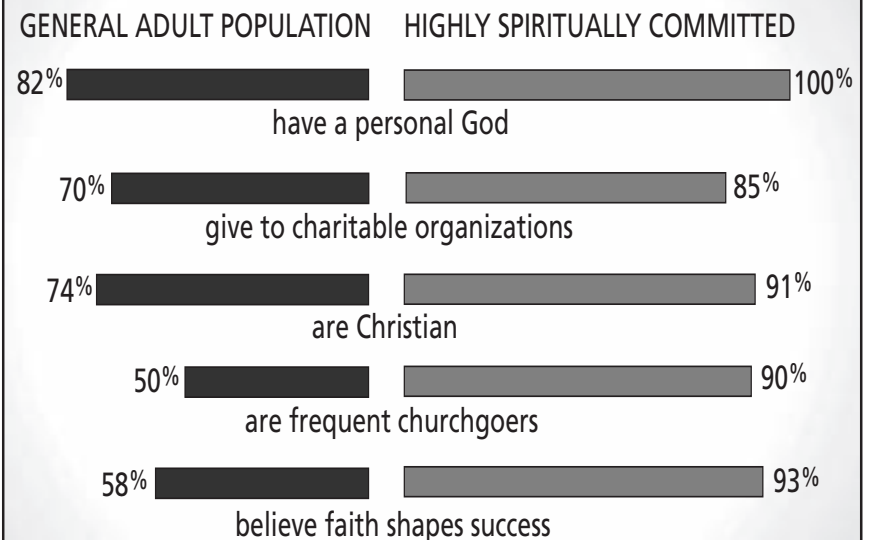 GENERAL ADULT POPULATION HIGHLY SPIRITUALLY COMMITTED
82% 100%
have a personal God
70% 85%
give to charitable organizations
74% 91%
are Christian
50% 90%
are frequent churchgoers
58% 93%
believe faith shapes success